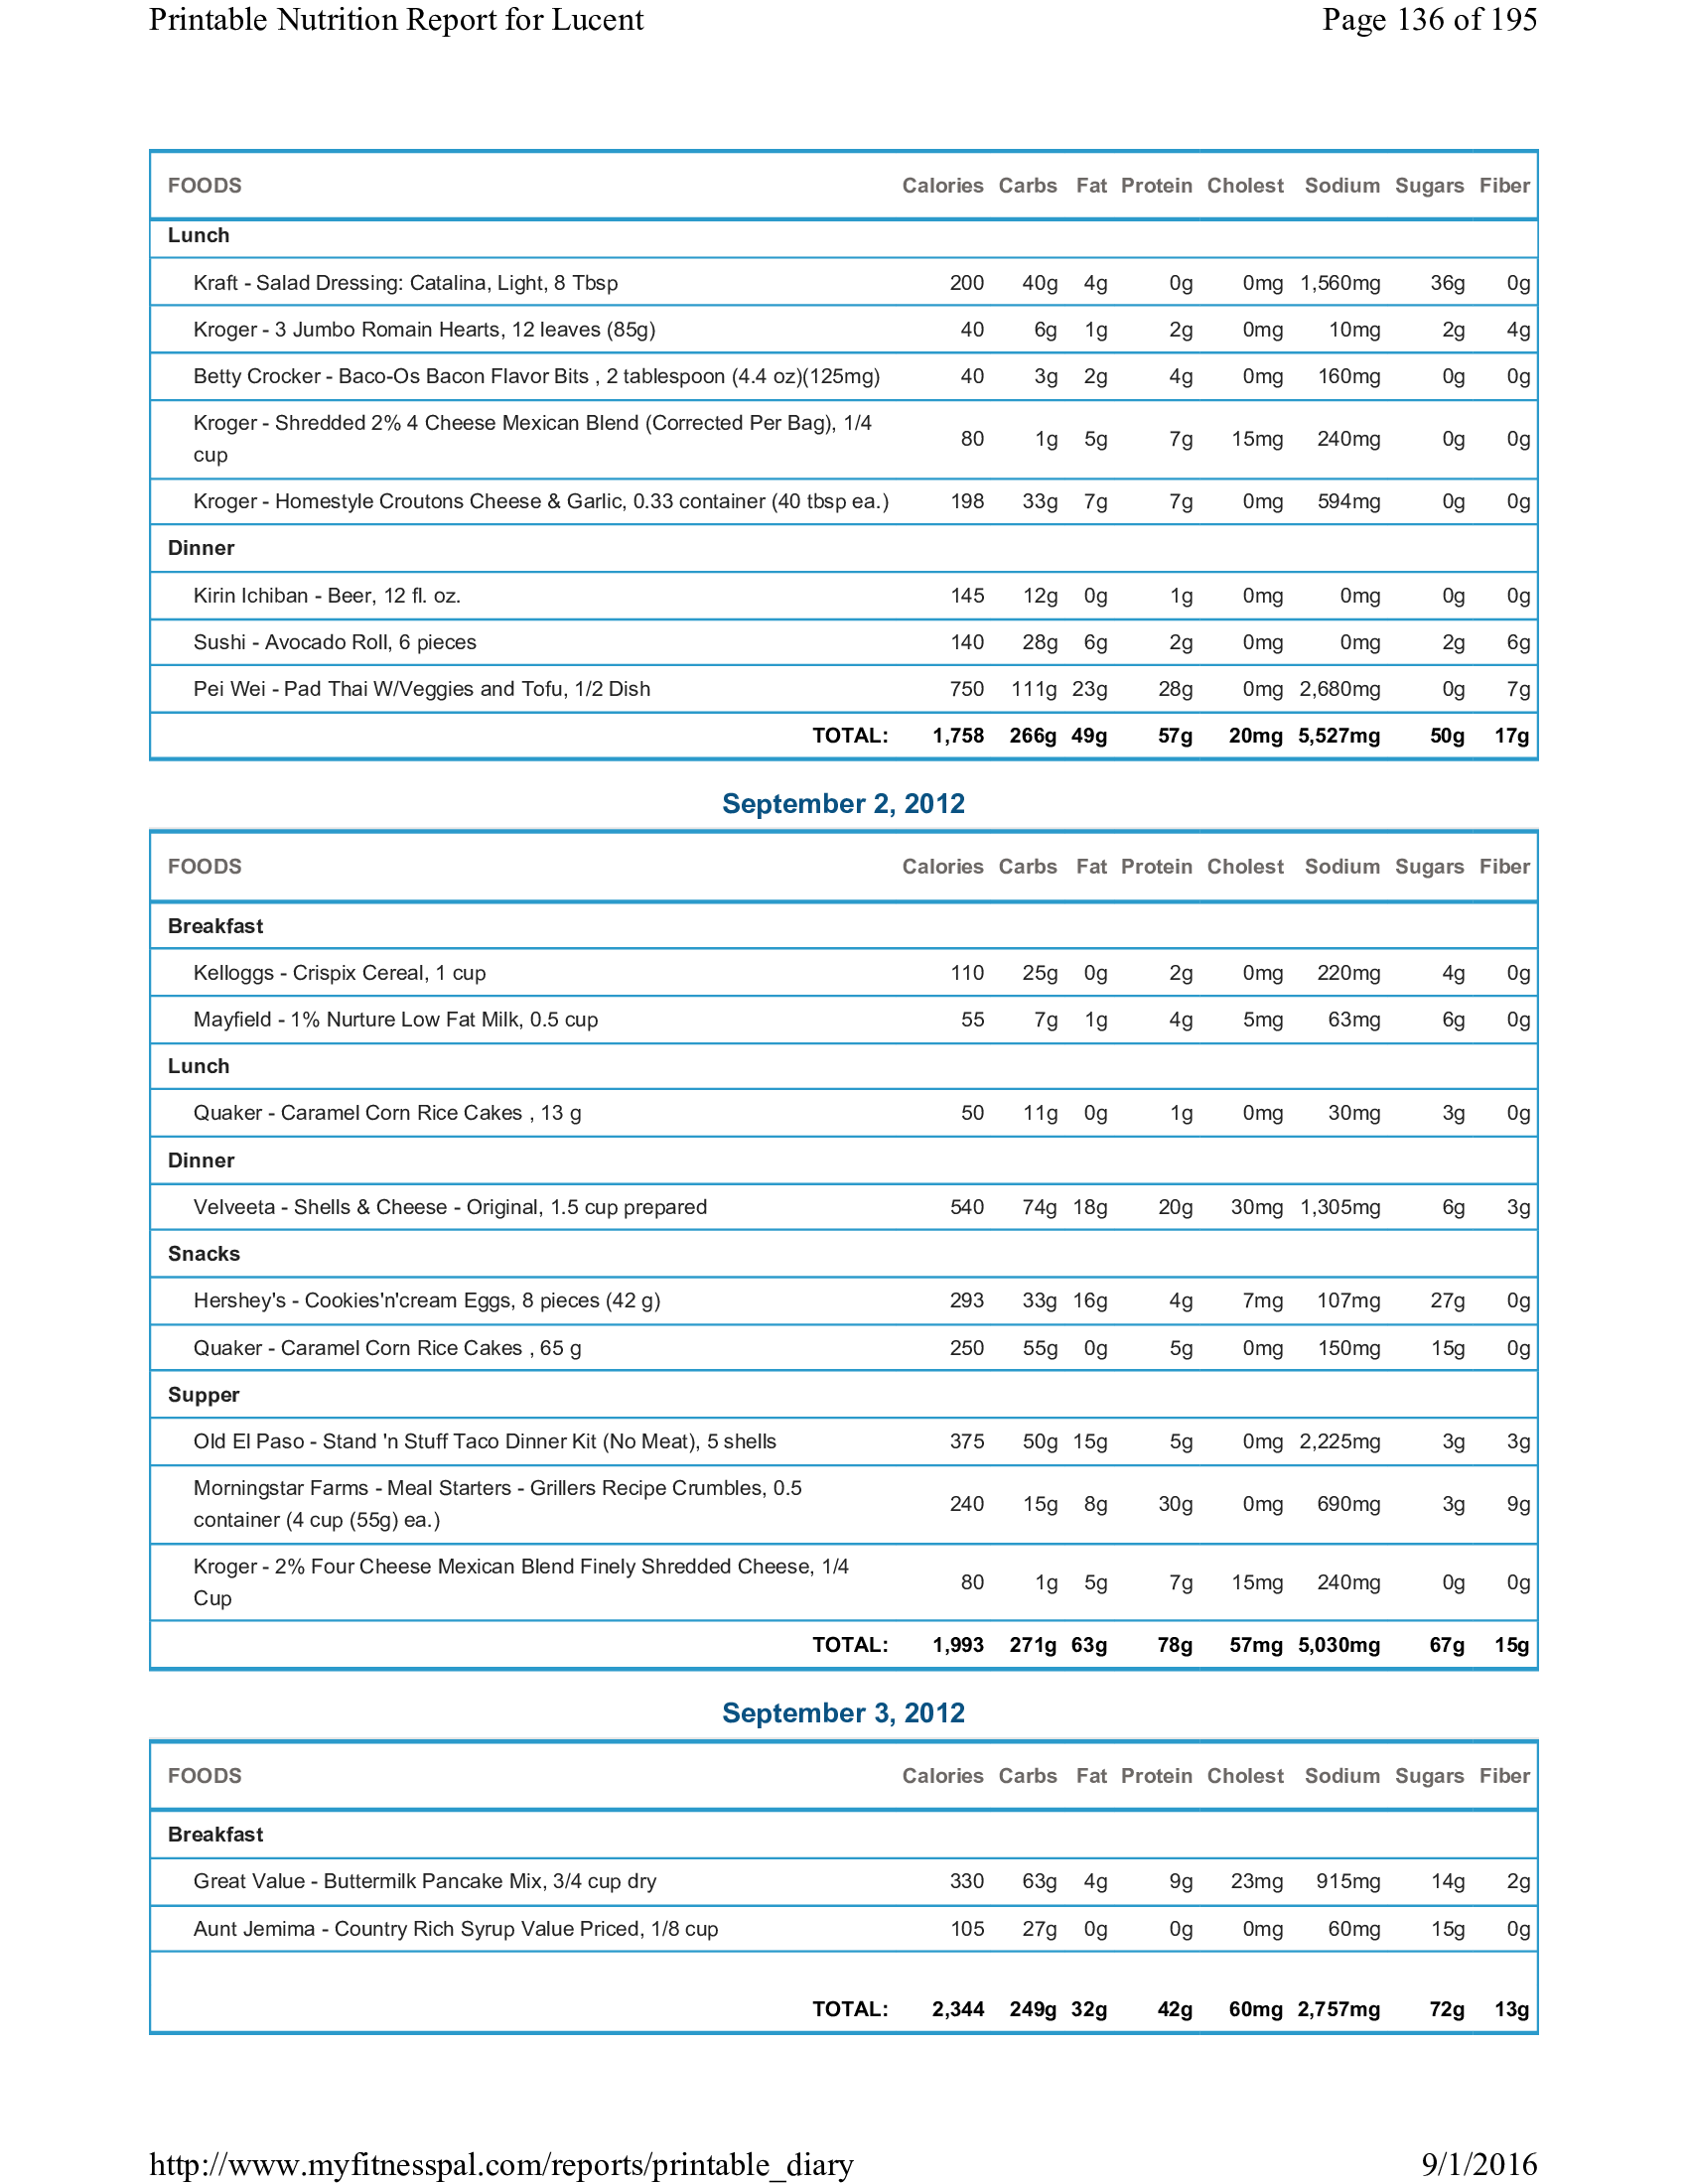 Printable Nutrition Report for Lucent Page 136 of 195
FOODS Calories Carbs Fat Protein Cholest Sodium Sugars Fiber
Lunch
Kraft - Salad Dressing: Catalina, Light, 8 Tbsp 200 40g 4g 0g 0mg 1,560mg 36g 0g
Kroger - 3 Jumbo Romain Hearts, 12 leaves (85g) 40 6g 1g 2g 0mg 10mg 2g 4g
Betty Crocker - Baco-Os Bacon Flavor Bits , 2 tablespoon (4.4 oz)(125mg) 40 3g 2g 4g 0mg 160mg 0g 0g
Kroger - Shredded 2% 4 Cheese Mexican Blend (Corrected Per Bag), 1/4
cup 80 1g 5g 7g 15mg 240mg 0g 0g
Kroger - Homestyle Croutons Cheese & Garlic, 0.33 container (40 tbsp ea.) 198 33g 7g 7g 0mg 594mg 0g 0g
Dinner
Kirin Ichiban - Beer, 12 fl. oz. 145 12g 0g 1g 0mg 0mg 0g 0g
Sushi - Avocado Roll, 6 pieces 140 28g 6g 2g 0mg 0mg 2g 6g
Pei Wei - Pad Thai W/Veggies and Tofu, 1/2 Dish 750 111g 23g 28g 0mg 2,680mg 0g 7g
TOTAL: 1,758 266g 49g 57g 20mg 5,527mg 50g 17g
September 2, 2012
FOODS Calories Carbs Fat Protein Cholest Sodium Sugars Fiber
Breakfast
Kelloggs - Crispix Cereal, 1 cup 110 25g 0g 2g 0mg 220mg 4g 0g
Mayfield - 1% Nurture Low Fat Milk, 0.5 cup 55 7g 1g 4g 5mg 63mg 6g 0g
Lunch
Quaker - Caramel Corn Rice Cakes , 13 g 50 11g 0g 1g 0mg 30mg 3g 0g
Dinner
Velveeta - Shells & Cheese - Original, 1.5 cup prepared 540 74g 18g 20g 30mg 1,305mg 6g 3g
Snacks
Hershey's - Cookies'n'cream Eggs, 8 pieces (42 g) 293 33g 16g 4g 7mg 107mg 27g 0g
Quaker - Caramel Corn Rice Cakes , 65 g 250 55g 0g 5g 0mg 150mg 15g 0g
Supper
Old El Paso - Stand 'n Stuff Taco Dinner Kit (No Meat), 5 shells 375 50g 15g 5g 0mg 2,225mg 3g 3g
Morningstar Farms - Meal Starters - Grillers Recipe Crumbles, 0.5
container (4 cup (55g) ea.) 240 15g 8g 30g 0mg 690mg 3g 9g
Kroger - 2% Four Cheese Mexican Blend Finely Shredded Cheese, 1/4
Cup 80 1g 5g 7g 15mg 240mg 0g 0g
TOTAL: 1,993 271g 63g 78g 57mg 5,030mg 67g 15g
September 3, 2012
FOODS Calories Carbs Fat Protein Cholest Sodium Sugars Fiber
Breakfast
Great Value - Buttermilk Pancake Mix, 3/4 cup dry 330 63g 4g 9g 23mg 915mg 14g 2g
Aunt Jemima - Country Rich Syrup Value Priced, 1/8 cup 105 27g 0g 0g 0mg 60mg 15g 0g
TOTAL: 2,344 249g 32g 42g 60mg 2,757mg 72g 13g
http://www.myfitnesspal.com/reports/printable_diary 9/1/2016